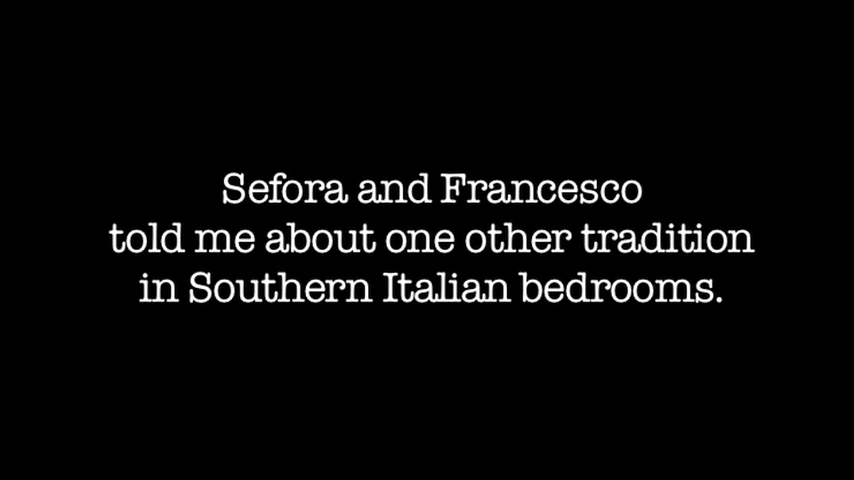 Sefora and Francesco
told me about one other tradition
in Southern Italian bedrooms.